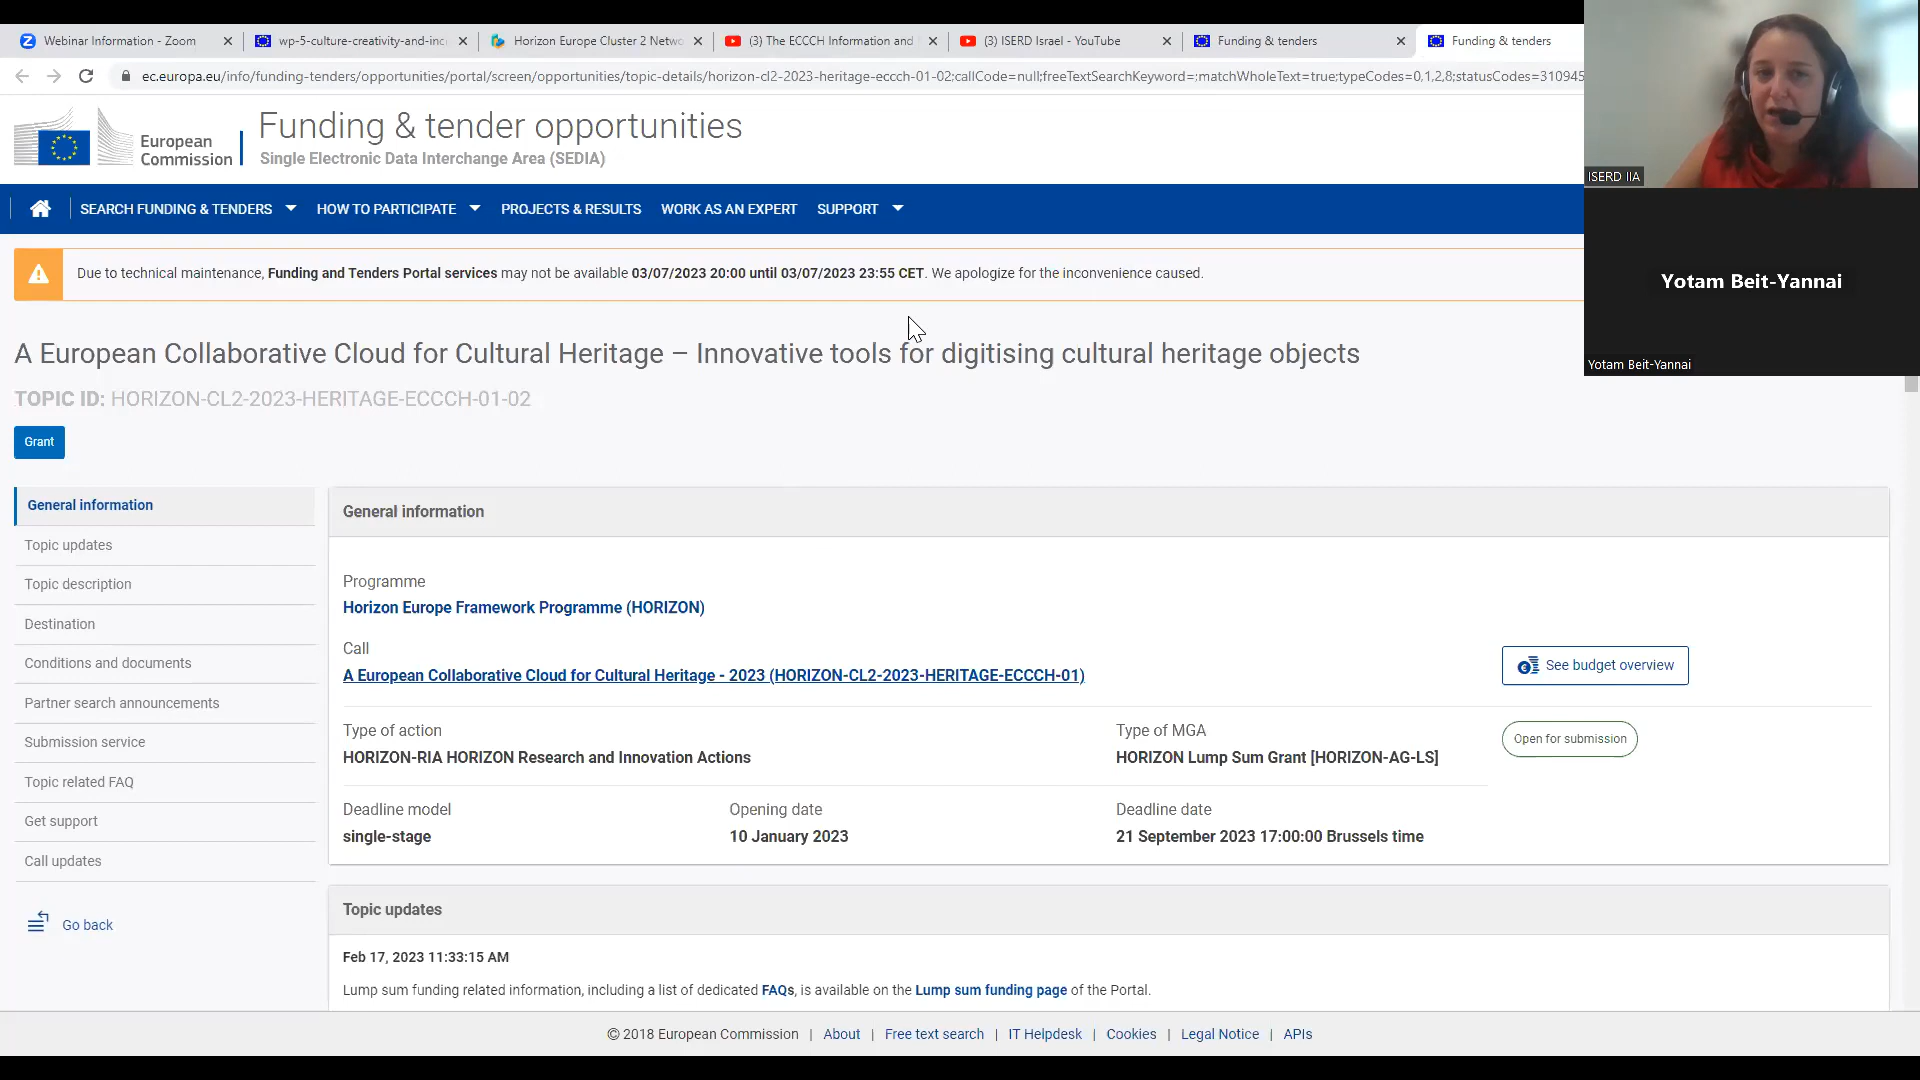 Webinar Information - Zoom
wp-5-culture-creativity-and-inc
Horizon Europe Cluster 2 Netwo
(3) The ECCCH Information and
(3) ISERD Israel - YouTube
Funding & tenders
Funding & tenders
ec.europa.eu/info/funding-tenders/opportunities/portal/screen/opportunities/topic-details/horizon-cl2-2023-heritage-eccch-01-02;callCode=null;freeTextSearchKeyword=;matchWholeText=true;typeCodes=0,1,2,8;statusCodes=310945
European
Commission
Funding & tender opportunities
Single Electronic Data Interchange Area (SEDIA)
ISERD IIA
SEARCH FUNDING & TENDERS
HOW TO PARTICIPATE
PROJECTS & RESULTS
WORK AS AN EXPERT
SUPPORT
Due to technical maintenance, Funding and Tenders Portal services may not be available 03/07/2023 20:00 until 03/07/2023 23:55 CET. We apologize for the inconvenience caused.
Yotam Beit-Yannai
Yotam Beit-Yannai
A European Collaborative Cloud for Cultural Heritage – Innovative tools for digitising cultural heritage objects
TOPIC ID: HORIZON-CL2-2023-HERITAGE-ECCCH-01-02
Grant
General information
Topic updates
Topic description
Destination
Conditions and documents
Partner search announcements
Submission service
Topic related FAQ
Get support
Call updates
Go back
General information
Programme
Horizon Europe Framework Programme (HORIZON)
Call
A European Collaborative Cloud for Cultural Heritage - 2023 (HORIZON-CL2-2023-HERITAGE-ECCCH-01)
See budget overview
Type of action
HORIZON-RIA HORIZON Research and Innovation Actions
Type of MGA
HORIZON Lump Sum Grant [HORIZON-AG-LS]
Open for submission
Deadline model
single-stage
Opening date
10 January 2023
Deadline date
21 September 2023 17:00:00 Brussels time
Topic updates
Feb 17, 2023 11:33:15 AM
Lump sum funding related information, including a list of dedicated FAQs, is available on the Lump sum funding page of the Portal.
© 2018 European Commission | About | Free text search | IT Helpdesk | Cookies | Legal Notice | APIs